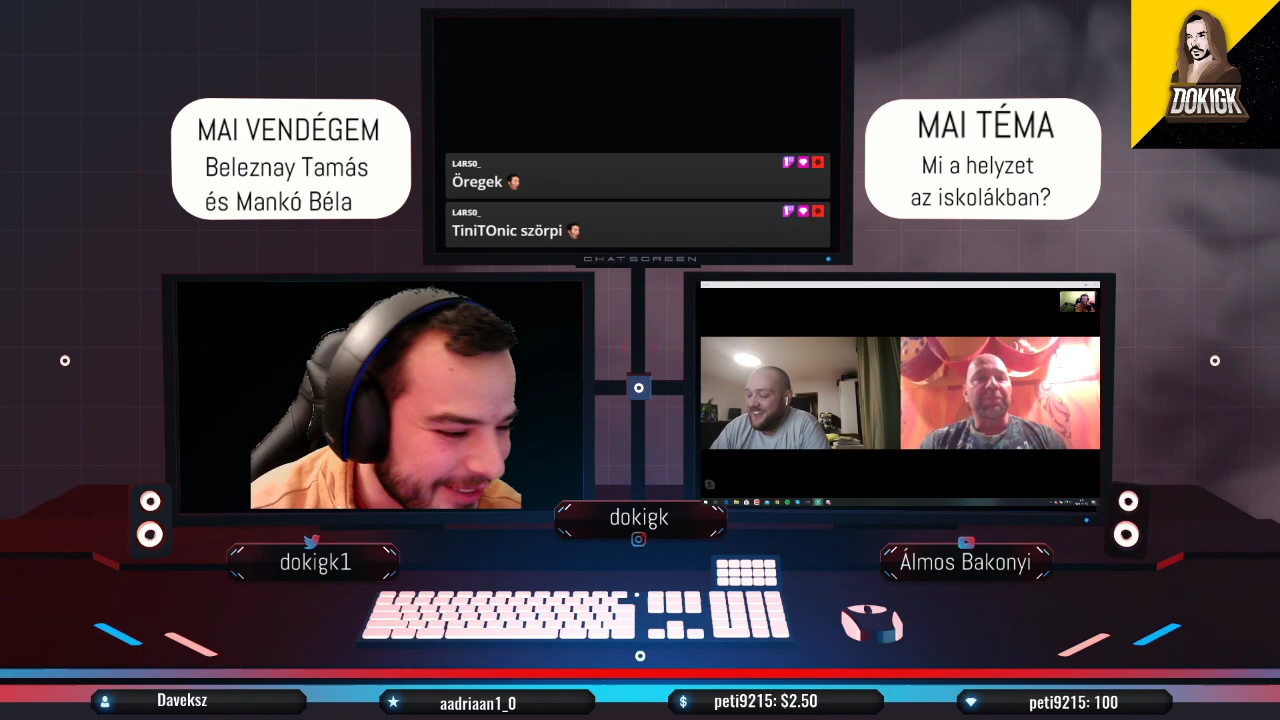 DOKIGK
MAI VENDÉGEM
Beleznay Tamás
és Mankó Béla
MAI TÉMA
Mi a helyzet
az iskolákban?
L4RS0_
Öregek
L4RS0_
TiniTOnic szörpi
CHATSCREEN
dokigk
dokigk1
Álmos Bakonyi
Daveksz
aadriaan1_0
peti9215: $2.50
peti9215: 100